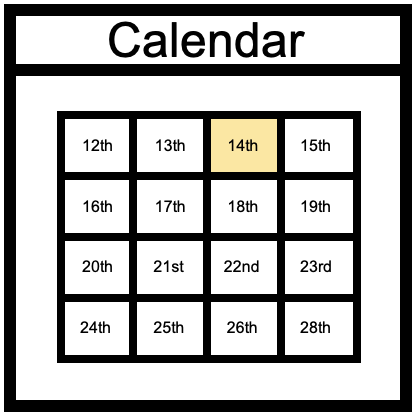 Calendar
12th 13th 14th 15th
16th 17th 18th 19th
20th 21st 22nd 23rd
24th 25th 26th 28th